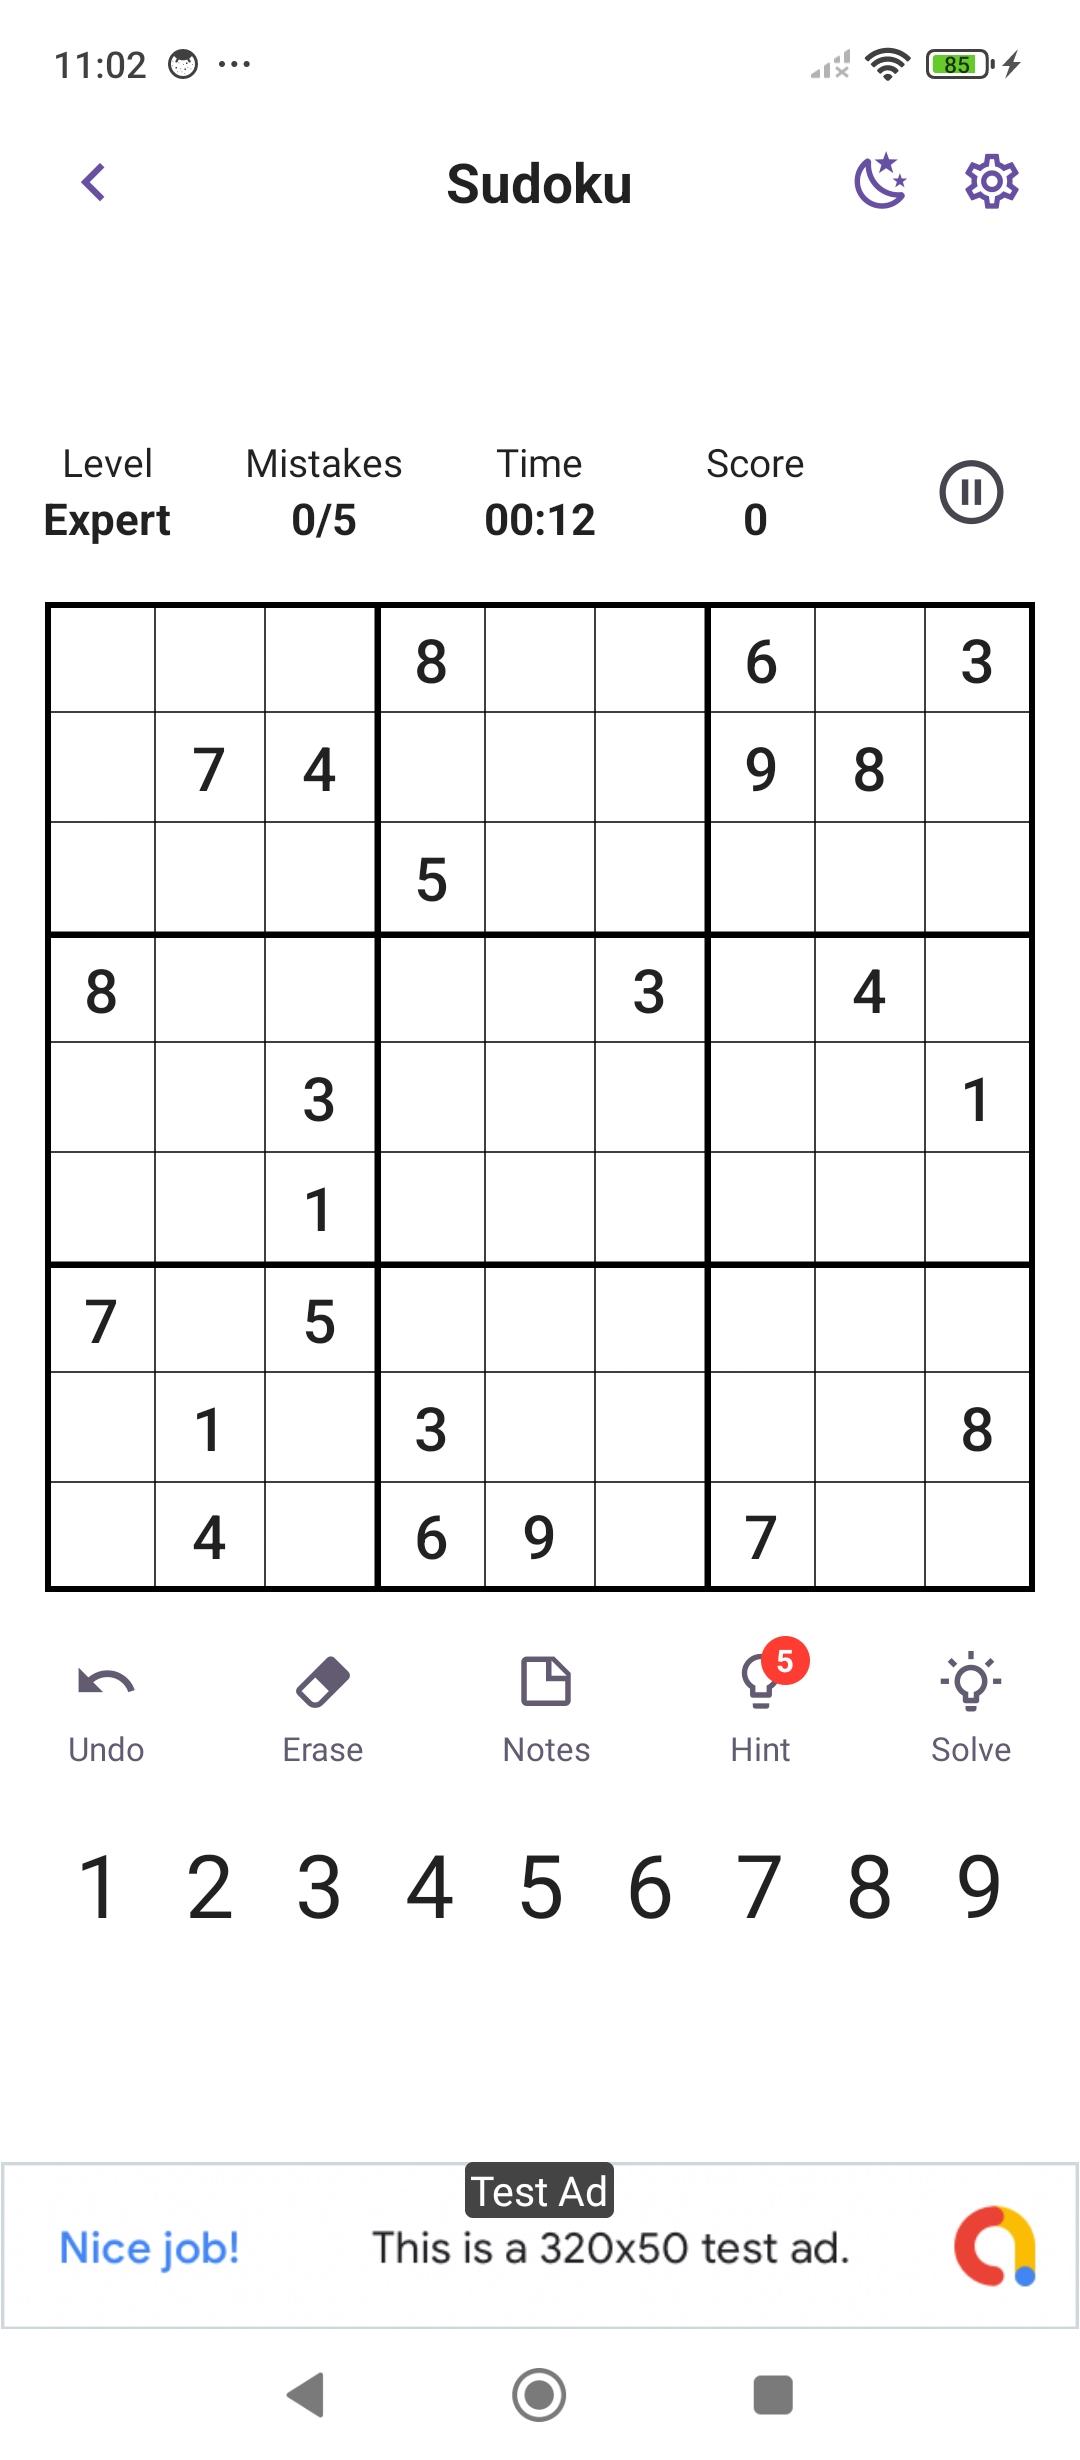 11:02 ... 85
Sudoku
Level Mistakes Time Score
Expert 0/5 00:12 0
8 6 3
7 4 9 8
5
8 3 4
3 1
1
7 5
1 3 8
4 6 9 7
5
Undo Erase Notes Hint Solve
1 2 3 4 5 6 7 8 9
Test Ad
Nice job! This is a 320x50 test ad.